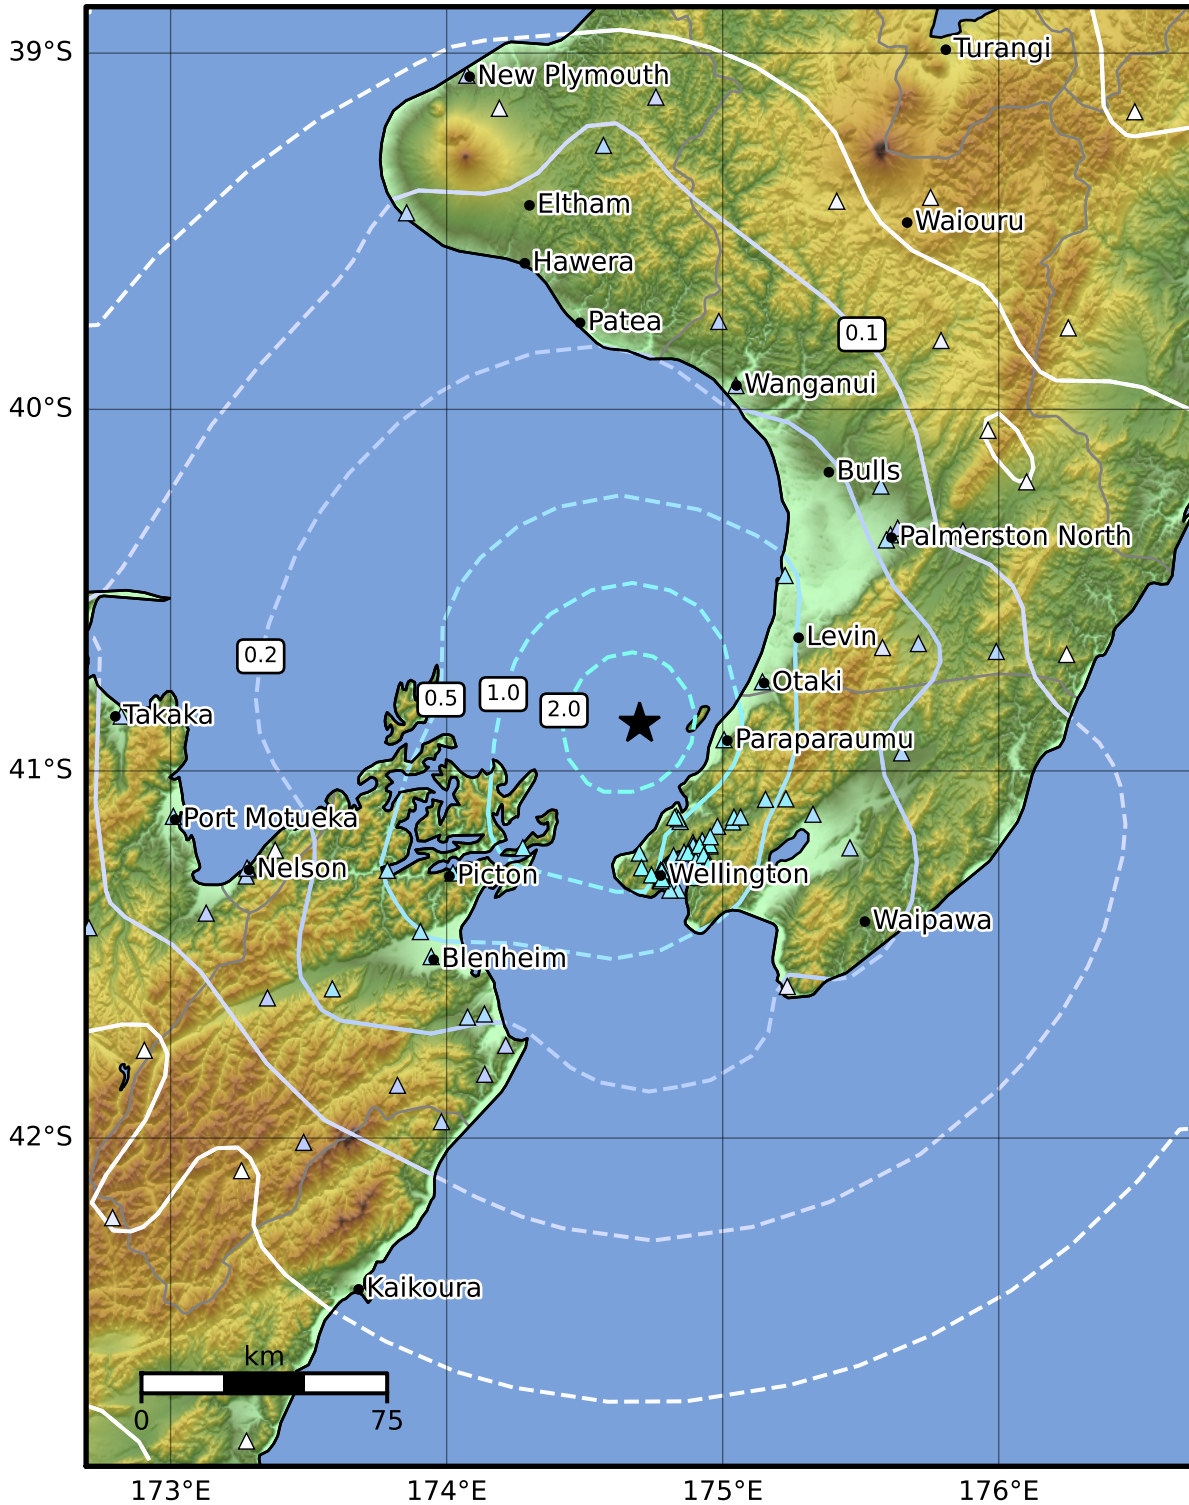 39°S
Turangi
New Plymouth
Eltham
Waiouru
Hawera
Patea
0.1
Wanganui
40°S
Bulls
Palmerston North
Levin
0.2
Otaki
0.5
1.0
2.0
Takaka
Paraparaumu
41°S
Port Motueka
Nelson
Picton
Wellington
Waipawa
Blenheim
42°S
Kaikoura
km
0
75
173°E
174°E
175°E
176°E